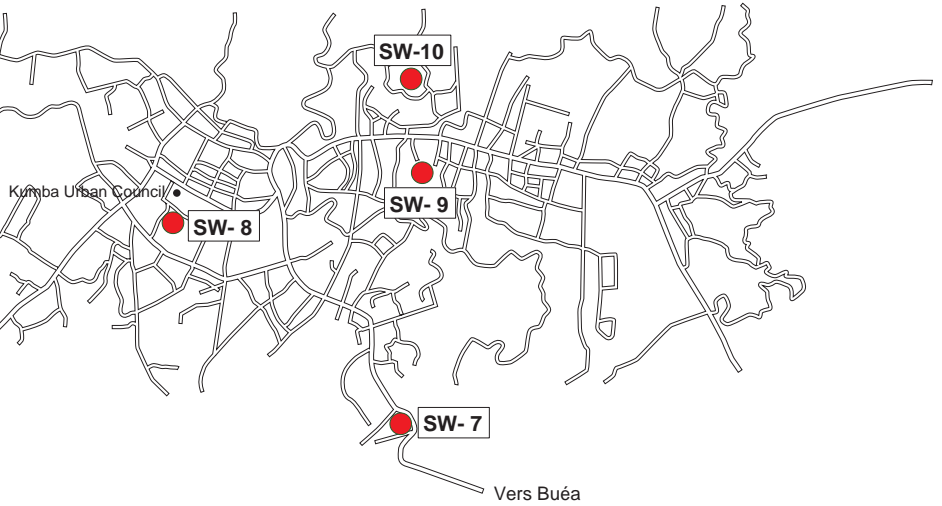 SW-10
SW- 9
Kumba Urban Council
SW- 8
SW- 7
Vers Buéa